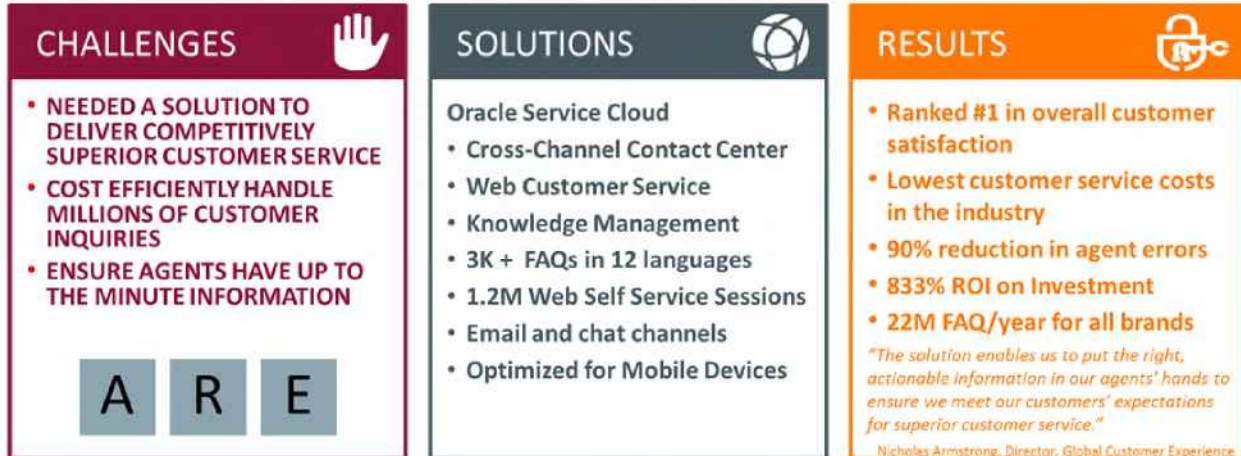 CHALLENGES
• NEEDED A SOLUTION TO
DELIVER COMPETITIVELY
SUPERIOR CUSTOMER SERVICE
• COST EFFICIENTLY HANDLE
MILLIONS OF CUSTOMER
INQUIRIES
• ENSURE AGENTS HAVE UP TO
THE MINUTE INFORMATION
A R E
SOLUTIONS
Oracle Service Cloud
• Cross-Channel Contact Center
• Web Customer Service
• Knowledge Management
• 3K + FAQs in 12 languages
• 1.2M Web Self Service Sessions
• Email and chat channels
• Optimized for Mobile Devices
RESULTS
• Ranked #1 in overall customer
satisfaction
• Lowest customer service costs
in the industry
• 90% reduction in agent errors
• 833% ROI on Investment
• 22M FAQ/year for all brands
"The solution enables us to put the right,
actionable information in our agents' hands to
ensure we meet our customers' expectations
for superior customer service."
Nicholas Armstrong, Director, Global Customer Experience